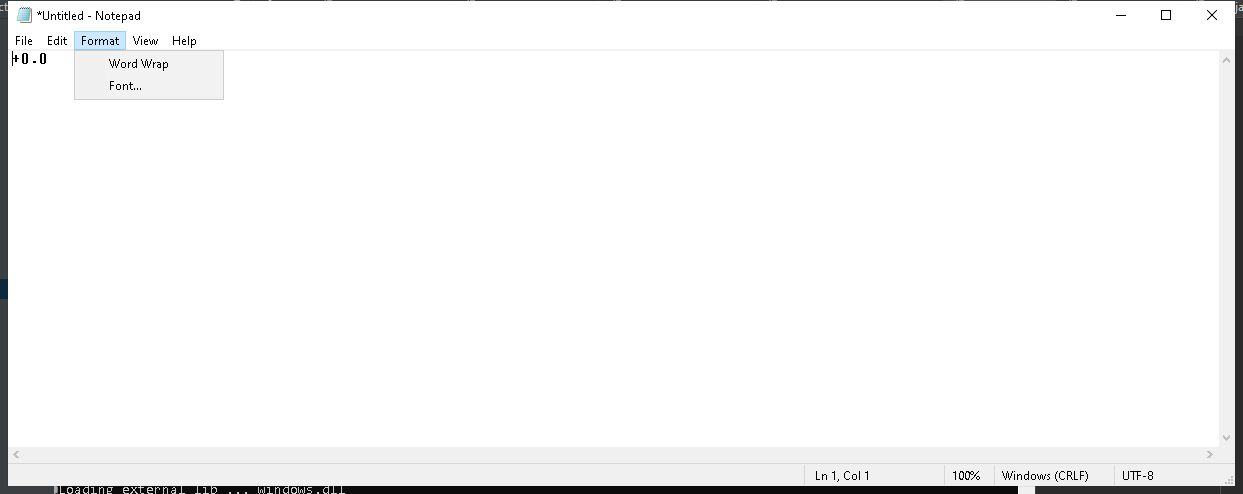 *Untitled - Notepad
File Edit Format View Help
+0.0
Word Wrap
Font...
Ln 1, Col 1 100% Windows (CRLF) UTF-8
Loading external lib ... windows.dll